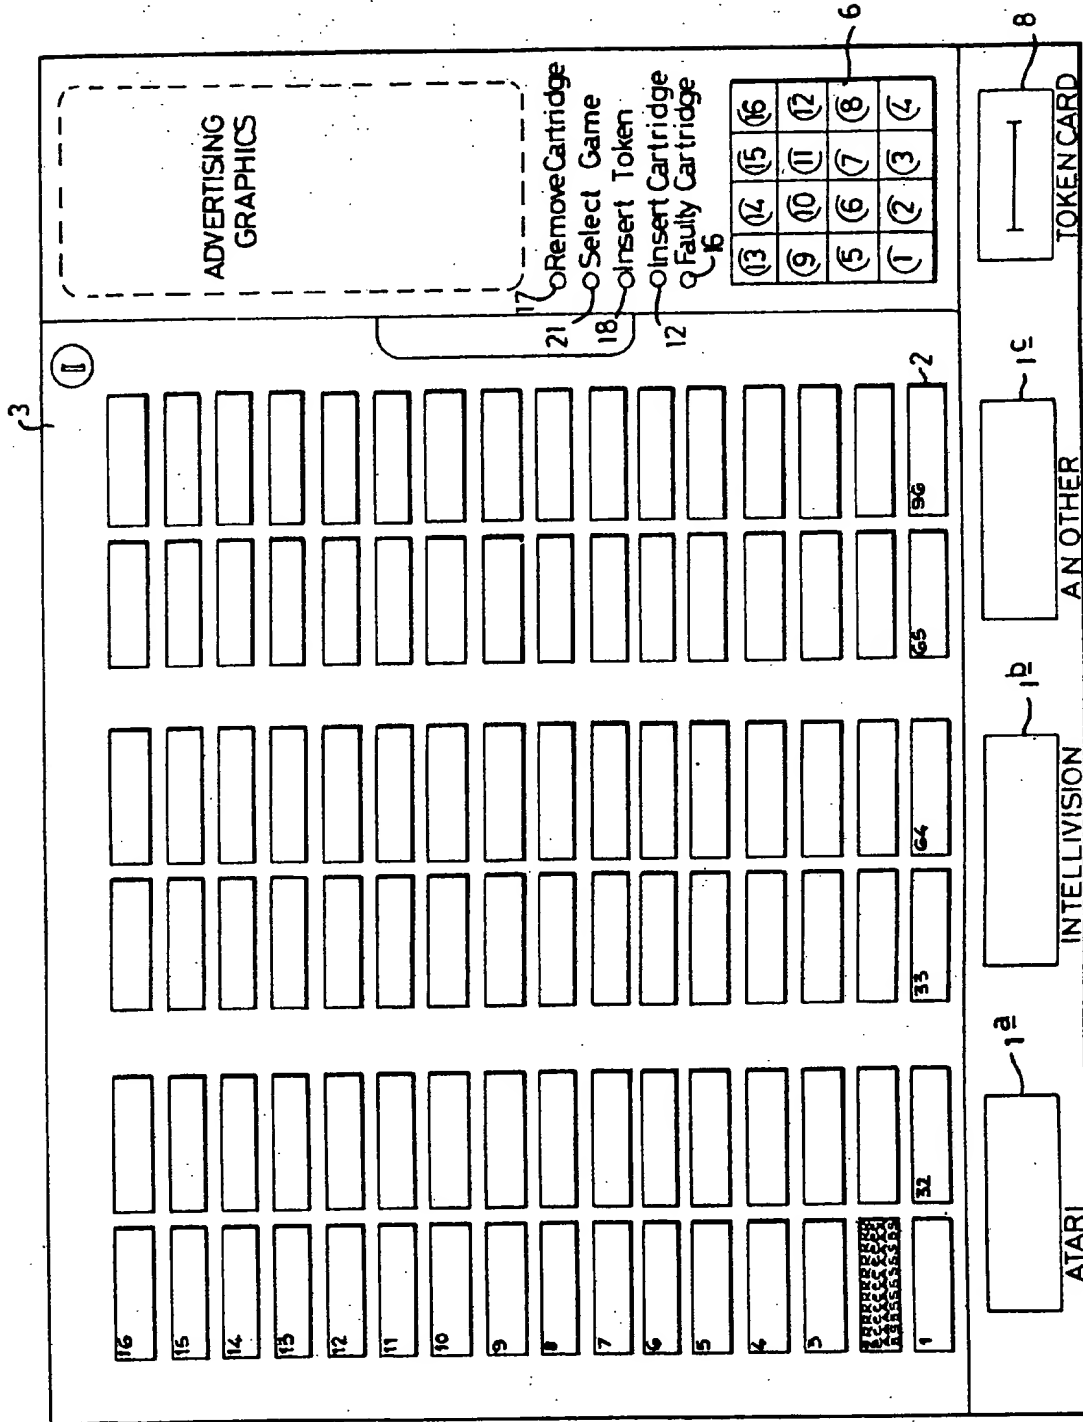 3
ADVERTISING
GRAPHICS
17
Remove Cartridge
21
Select Game
18
Insert Token
12
Insert Cartridge
Faulty Cartridge
16
13 14 15 16
9 10 11 12
5 6 7 8
1 2 3 4
6
16
15
14
13
12
11
10
9
8
7
6
5
4
3
1 32 33 64 65 96
2
1a
1b
1c
8
ATARI INTELLIVISION AN OTHER TOKEN CARD